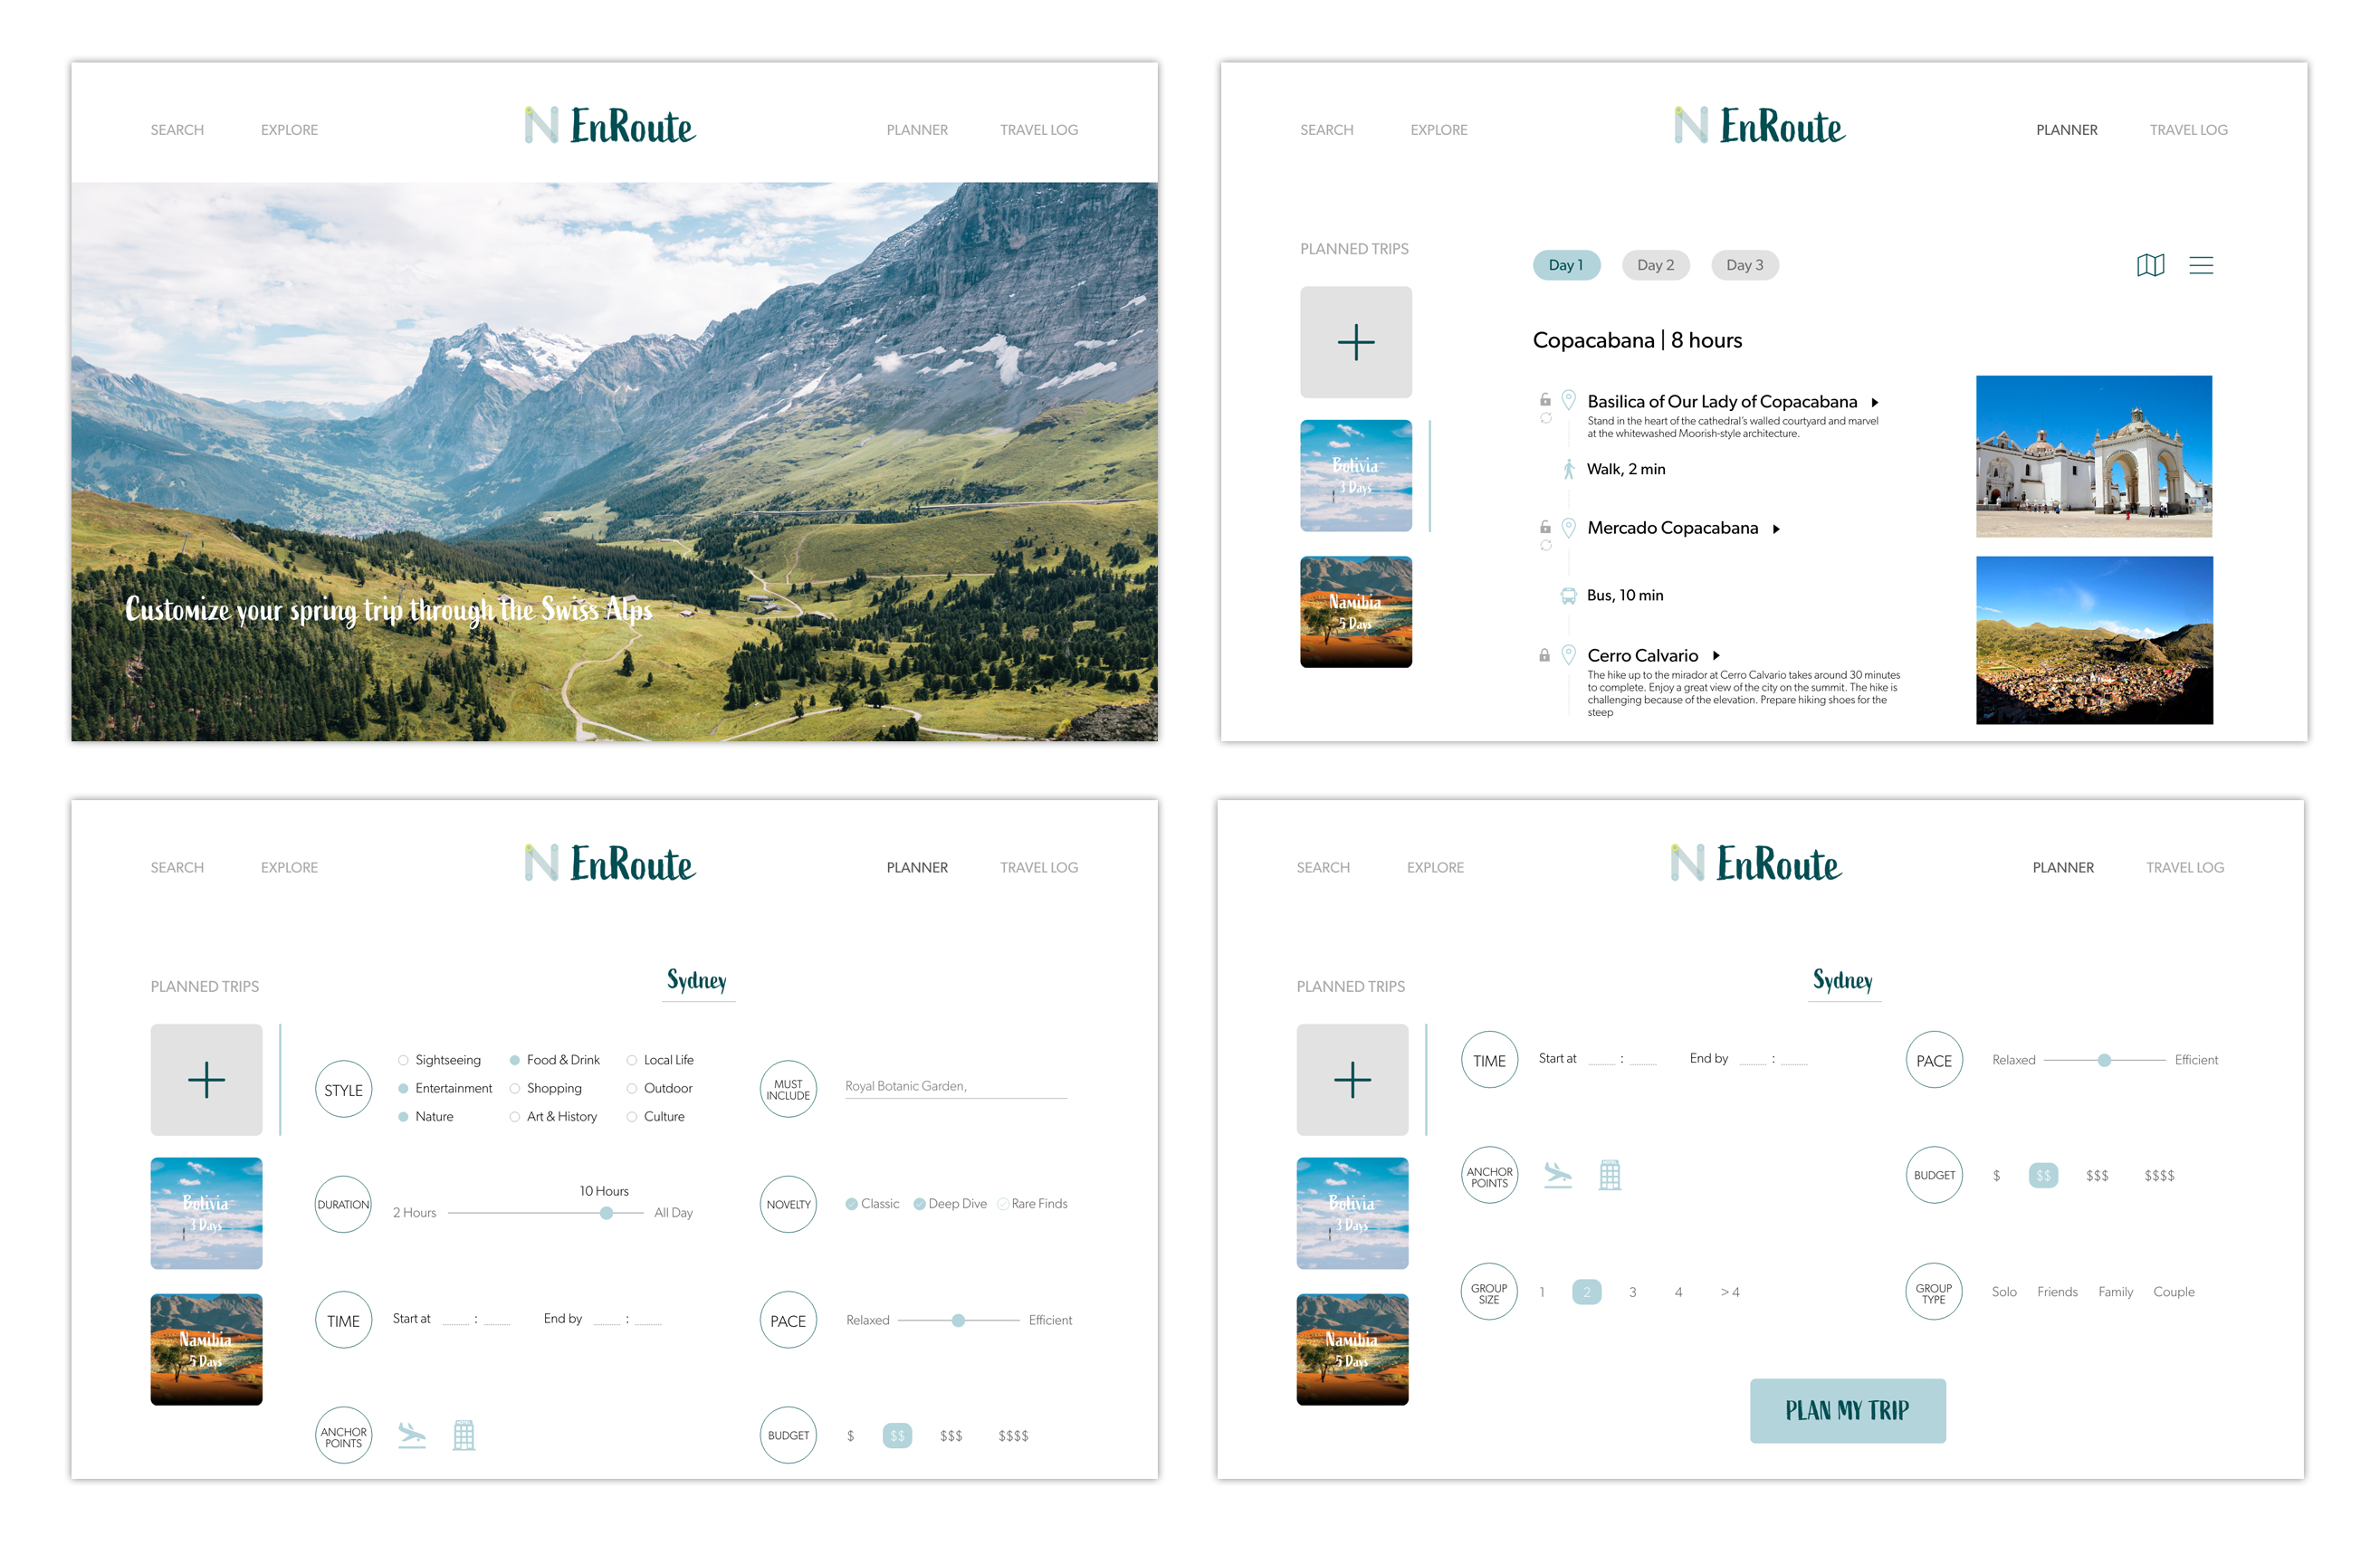 SEARCH
EXPLORE
N EnRoute
PLANNER
TRAVEL LOG
Customize your spring trip through the Swiss Alps
SEARCH
EXPLORE
N EnRoute
PLANNER
TRAVEL LOG
PLANNED TRIPS
Bolivia
3 Days
Namibia
5 Days
Day 1
Day 2
Day 3
Copacabana | 8 hours
Basilica of Our Lady of Copacabana
Stand in the heart of the cathedral's walled courtyard and marvel
at the whitewashed Moorish-style architecture.
Walk, 2 min
Mercado Copacabana
Bus, 10 min
Cerro Calvario
The hike up to the mirador at Cerro Calvario takes around 30 minutes
to complete. Enjoy a great view of the city on the summit. The hike is
challenging because of the elevation. Prepare hiking shoes for the
steep
SEARCH
EXPLORE
N EnRoute
PLANNER
TRAVEL LOG
PLANNED TRIPS
Bolivia
3 Days
Namibia
5 Days
Sydney
STYLE
Sightseeing
Food & Drink
Local Life
Entertainment
Shopping
Outdoor
Nature
Art & History
Culture
MUST
INCLUDE
Royal Botanic Garden,
DURATION
10 Hours
2 Hours
All Day
NOVELTY
Classic
Deep Dive
Rare Finds
TIME
Start at :
End by :
PACE
Relaxed
Efficient
ANCHOR
POINTS
BUDGET
$
$$
$$$
$$$$
SEARCH
EXPLORE
N EnRoute
PLANNER
TRAVEL LOG
PLANNED TRIPS
Bolivia
3 Days
Namibia
5 Days
Sydney
TIME
Start at :
End by :
PACE
Relaxed
Efficient
ANCHOR
POINTS
BUDGET
$
$$
$$$
$$$$
GROUP
SIZE
1
2
3
4
> 4
GROUP
TYPE
Solo
Friends
Family
Couple
PLAN MY TRIP